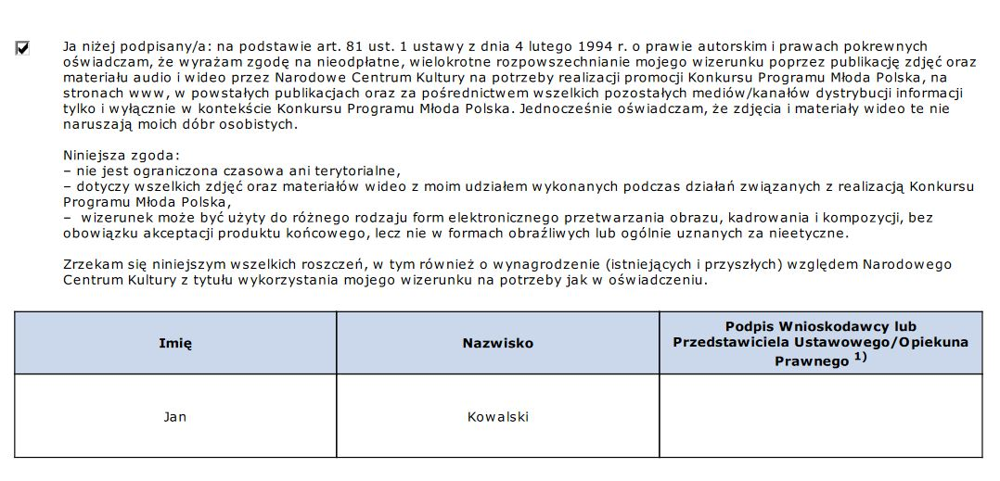 Ja niżej podpisany/a: na podstawie art. 81 ust. 1 ustawy z dnia 4 lutego 1994 r. o prawie autorskim i prawach pokrewnych
oświadczam, że wyrażam zgodę na nieodpłatne, wielokrotne rozpowszechnianie mojego wizerunku poprzez publikację zdjęć oraz
materiału audio i wideo przez Narodowe Centrum Kultury na potrzeby realizacji promocji Konkursu Programu Młoda Polska, na
stronach www, w powstałych publikacjach oraz za pośrednictwem wszelkich pozostałych mediów/kanałów dystrybucji informacji
tylko i wyłącznie w kontekście Konkursu Programu Młoda Polska. Jednocześnie oświadczam, że zdjęcia i materiały wideo te nie
naruszają moich dóbr osobistych.
Niniejsza zgoda:
– nie jest ograniczona czasowa ani terytorialne,
– dotyczy wszelkich zdjęć oraz materiałów wideo z moim udziałem wykonanych podczas działań związanych z realizacją Konkursu
Programu Młoda Polska,
– wizerunek może być użyty do różnego rodzaju form elektronicznego przetwarzania obrazu, kadrowania i kompozycji, bez
obowiązku akceptacji produktu końcowego, lecz nie w formach obraźliwych lub ogólnie uznanych za nieetyczne.
Zrzekam się niniejszym wszelkich roszczeń, w tym również o wynagrodzenie (istniejących i przyszłych) względem Narodowego
Centrum Kultury z tytułu wykorzystania mojego wizerunku na potrzeby jak w oświadczeniu.
Imię
Nazwisko
Podpis Wnioskodawcy lub
Przedstawiciela Ustawowego/Opiekuna
Prawnego 1)
Jan
Kowalski